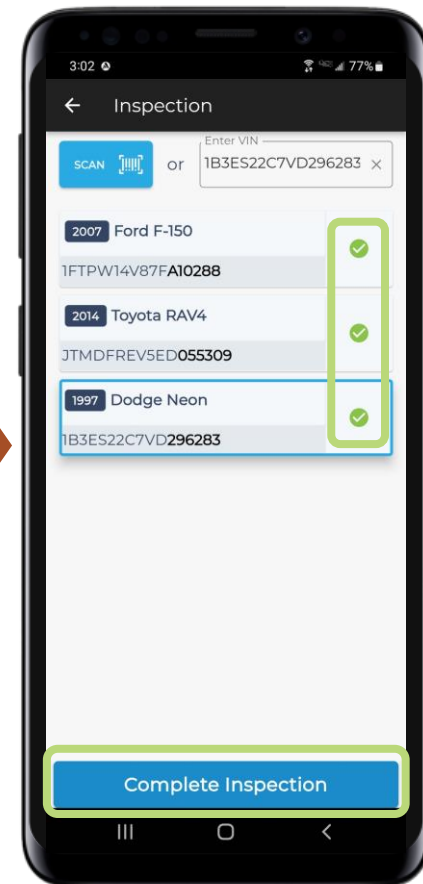 3:02 77%
Inspection
SCAN or Enter VIN
1B3ES22C7VD296283
2007 Ford F-150
1FTPW14V87FA10288
2014 Toyota RAV4
JTMDFREV5ED055309
1997 Dodge Neon
1B3ES22C7VD296283
Complete Inspection